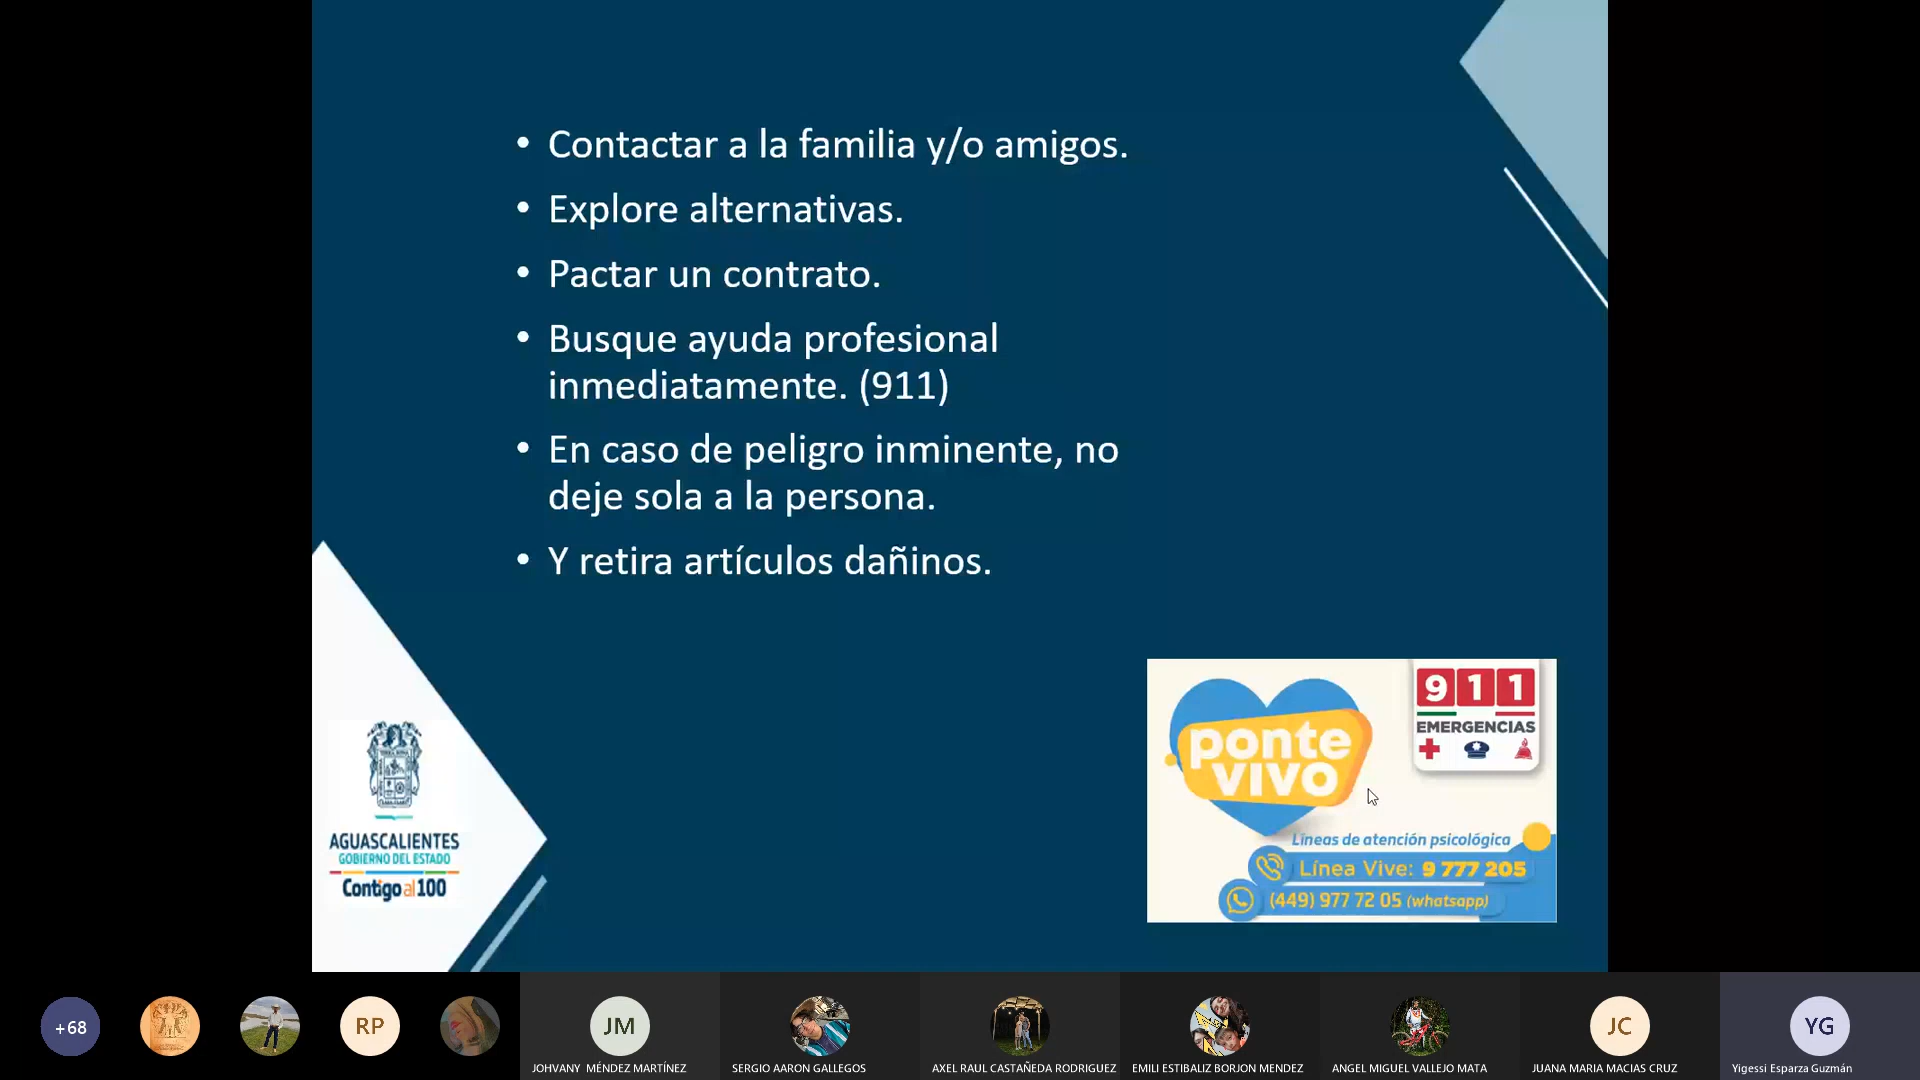 • Contactar a la familia y/o amigos.
• Explore alternativas.
• Pactar un contrato.
• Busque ayuda profesional
inmediatamente. (911)
• En caso de peligro inminente, no
deje sola a la persona.
• Y retira artículos dañinos.
AGUASCALIENTES
GOBIERNO DEL ESTADO
Contigo al 100
ponte
vivo
911
EMERGENCIAS
Líneas de atención psicológica
Línea Vive: 9 777 205
(449) 977 72 05 (whatsapp)
+68
RP
JM
JC
YG
JOHVANY MÉNDEZ MARTÍNEZ
SERGIO AARON GALLEGOS
AXEL RAUL CASTAÑEDA RODRIGUEZ
EMILI ESTIBALIZ BORJON MENDEZ
ANGEL MIGUEL VALLEJO MATA
JUANA MARIA MACIAS CRUZ
Yigessi Esparza Guzmán